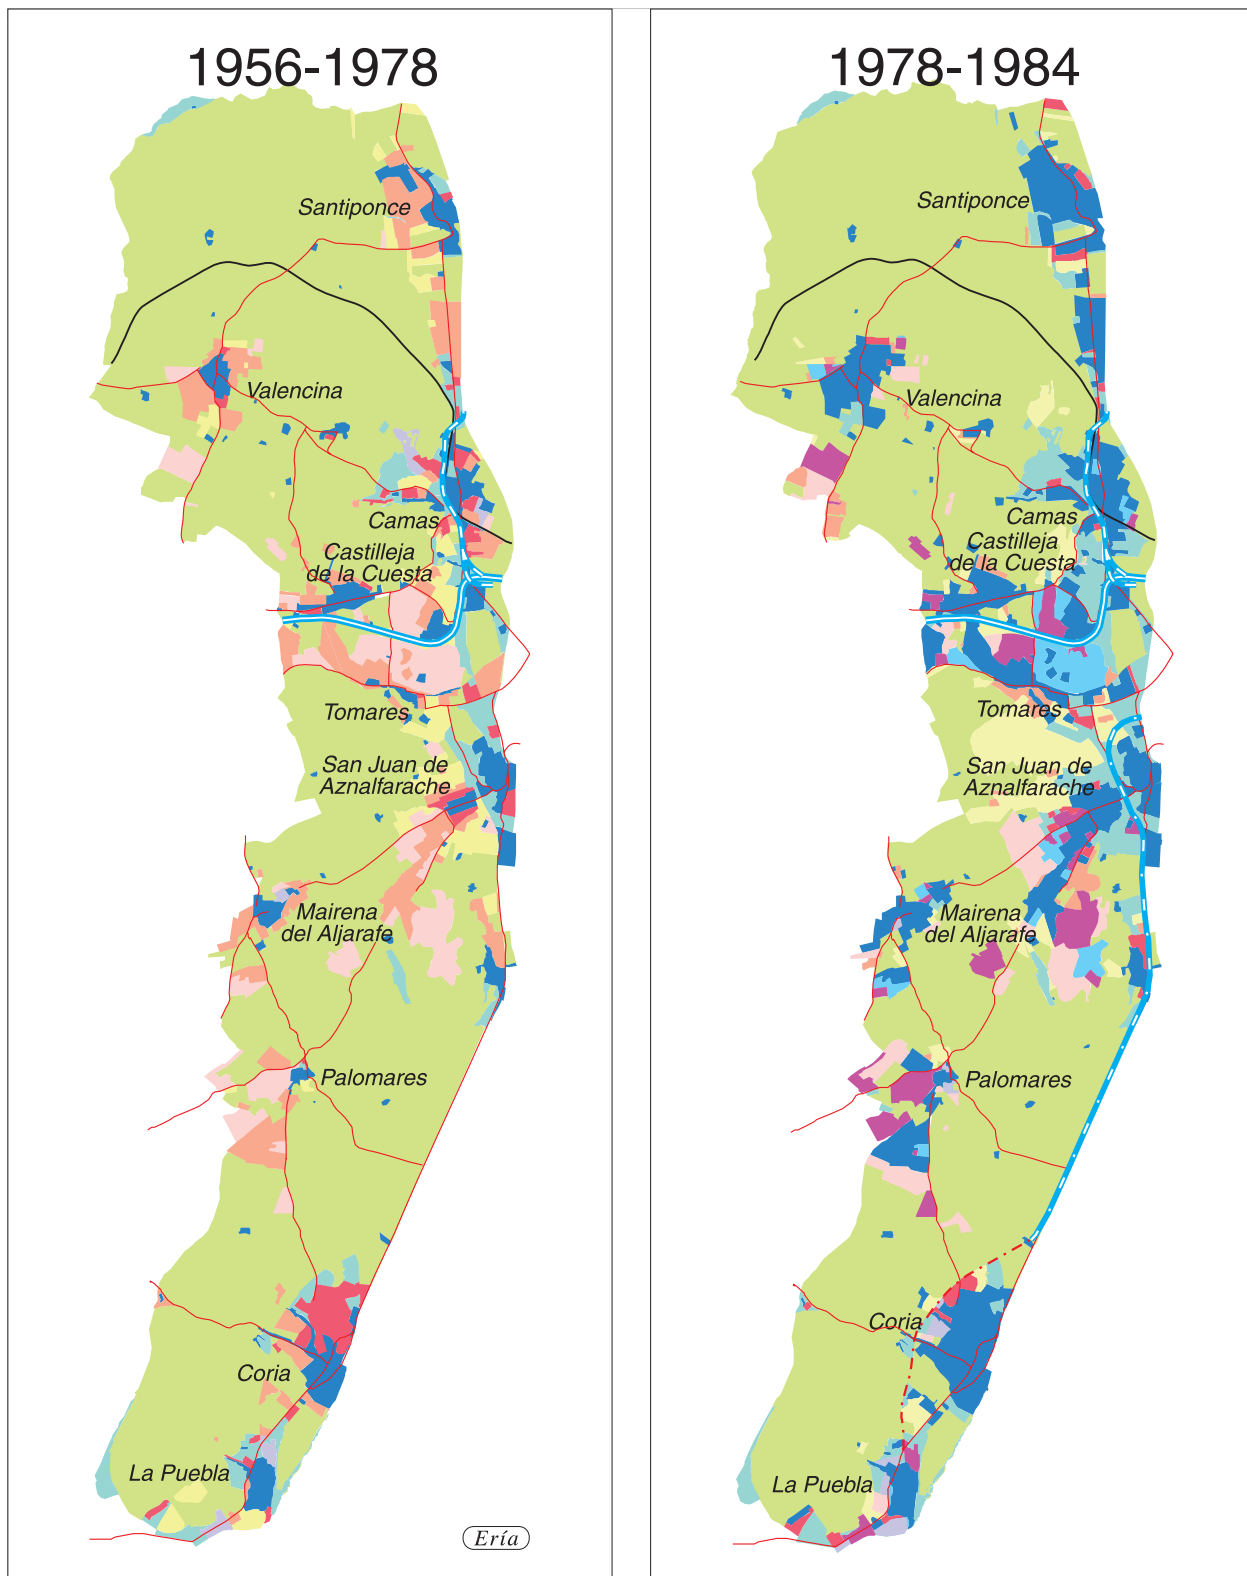 1956-1978
Santiponce
Valencina
Camas
Castilleja
de la Cuesta
Tomares
San Juan de
Aznalfarache
Mairena
del Aljarafe
Palomares
Coria
La Puebla
Ería
1978-1984
Santiponce
Valencina
Camas
Castilleja
de la Cuesta
Tomares
San Juan de
Aznalfarache
Mairena
del Aljarafe
Palomares
Coria
La Puebla